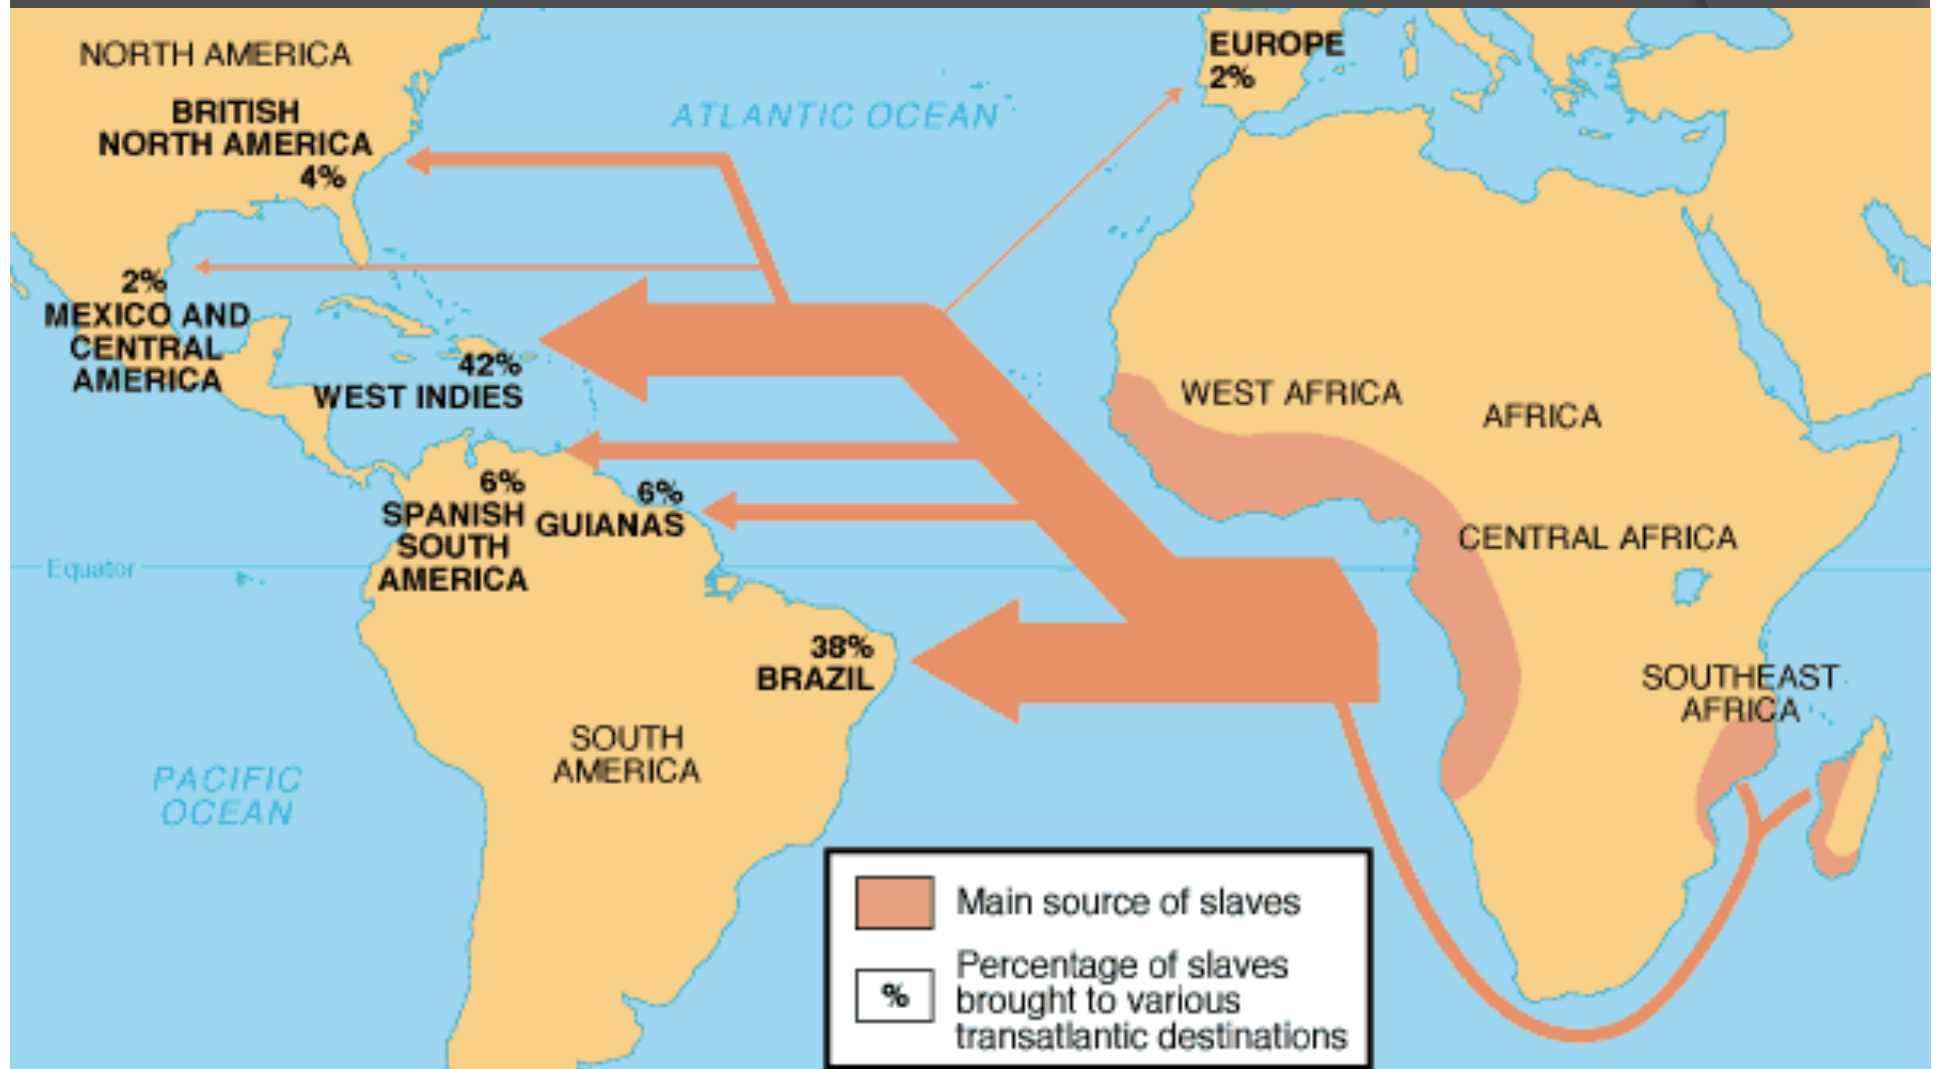 NORTH AMERICA
BRITISH
NORTH AMERICA
4%
ATLANTIC OCEAN
EUROPE
2%
2%
MEXICO AND
CENTRAL
AMERICA
42%
WEST INDIES
WEST AFRICA
AFRICA
6%
SPANISH
SOUTH
AMERICA
6%
GUIANAS
CENTRAL AFRICA
Equator
38%
BRAZIL
SOUTHEAST
AFRICA
SOUTH
AMERICA
PACIFIC
OCEAN
Main source of slaves
%
Percentage of slaves
brought to various
transatlantic destinations